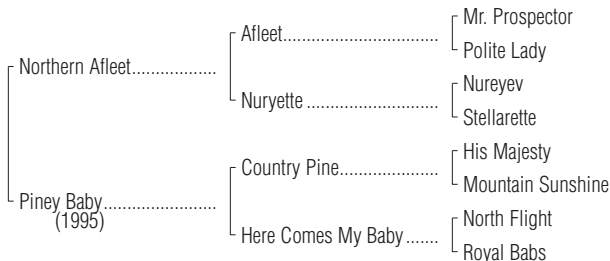 Mr. Prospector
Afleet
Polite Lady
Northern Afleet
Nureyev
Nuryette
Stellarette
His Majesty
Country Pine
Mountain Sunshine
Piney Baby
(1995)
North Flight
Here Comes My Baby
Royal Babs